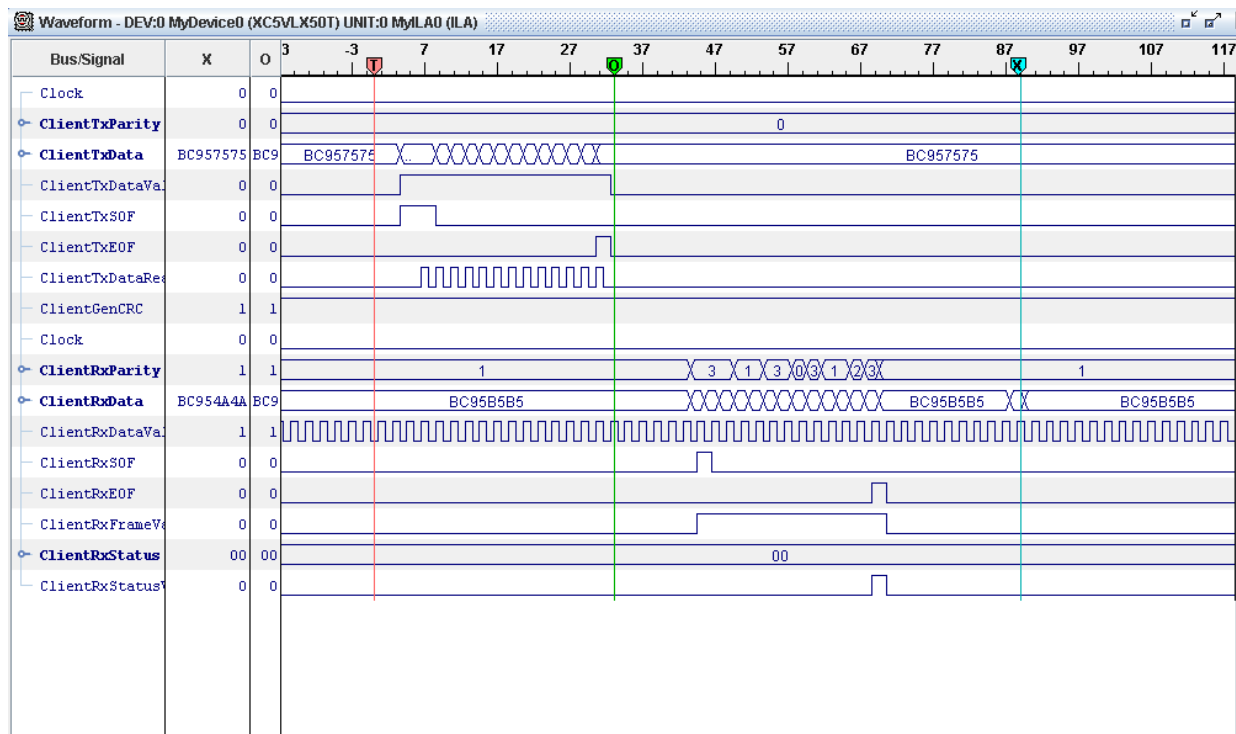 Waveform - DEV:0 MyDevice0 (XC5VLX50T) UNIT:0 MyILA0 (ILA)
Bus/Signal X O 3 -3 7 17 27 37 47 57 67 77 87 97 107 117
T O X
Clock 0 0
ClientTxParity 0 0 0
ClientTxData BC957575 BC9 BC957575 .. BC957575
ClientTxDataVal 0 0
ClientTxSOF 0 0
ClientTxEOF 0 0
ClientTxDataRea 0 0
ClientGenCRC 1 1
Clock 0 0
ClientRxParity 1 1 1 3 1 3 0 3 1 2 3 1
ClientRxData BC954A4A BC9 BC95B5B5 BC95B5B5 BC95B5B5
ClientRxDataVal 1 1
ClientRxSOF 0 0
ClientRxEOF 0 0
ClientRxFrameVa 0 0
ClientRxStatus 00 00 00
ClientRxStatusV 0 0